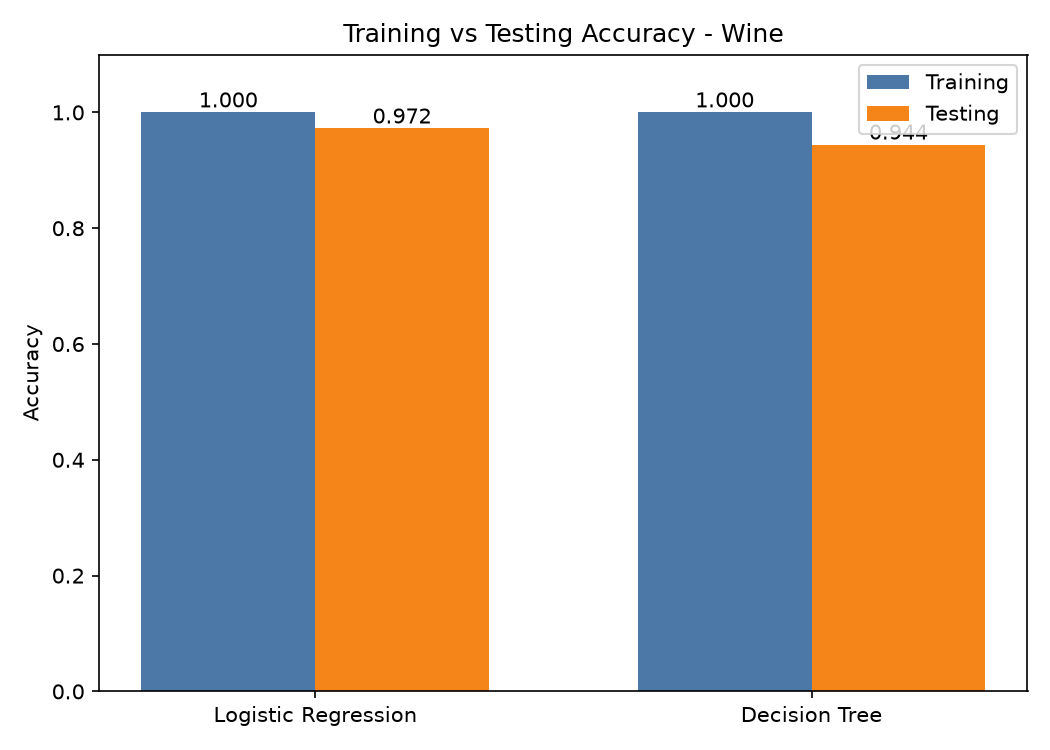 Training vs Testing Accuracy - Wine
Training
Testing
1.000
0.972
1.000
0.944
Accuracy
1.0
0.8
0.6
0.4
0.2
0.0
Logistic Regression
Decision Tree